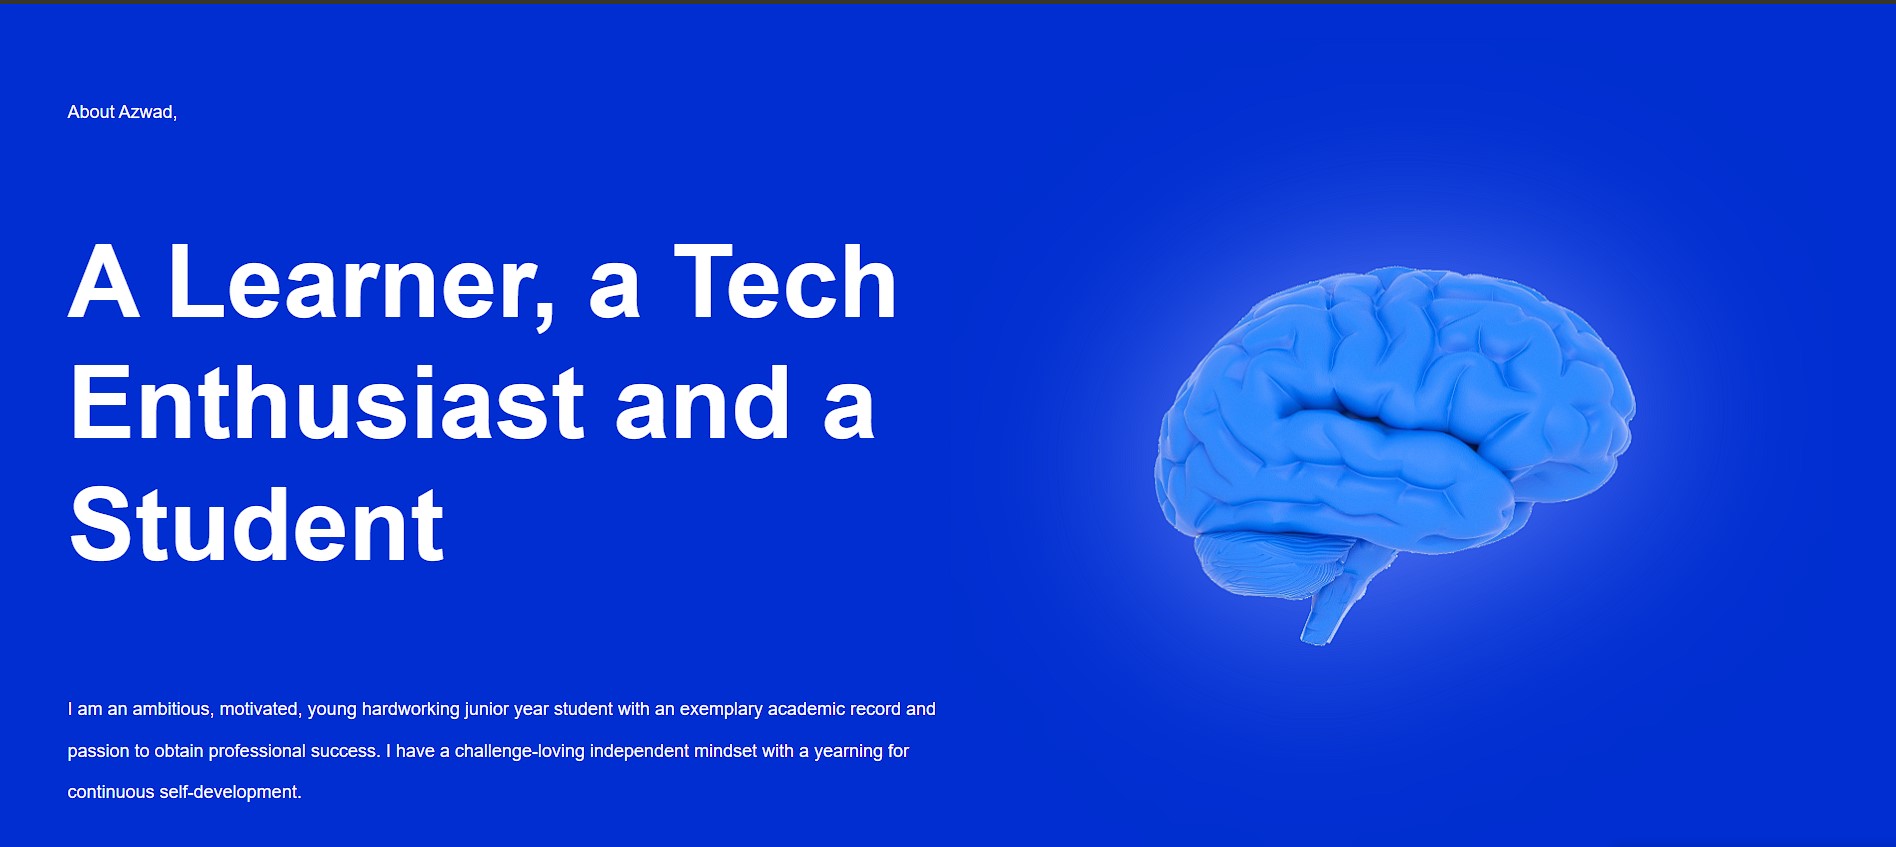 About Azwad,
A Learner, a Tech
Enthusiast and a
Student
I am an ambitious, motivated, young hardworking junior year student with an exemplary academic record and
passion to obtain professional success. I have a challenge-loving independent mindset with a yearning for
continuous self-development.